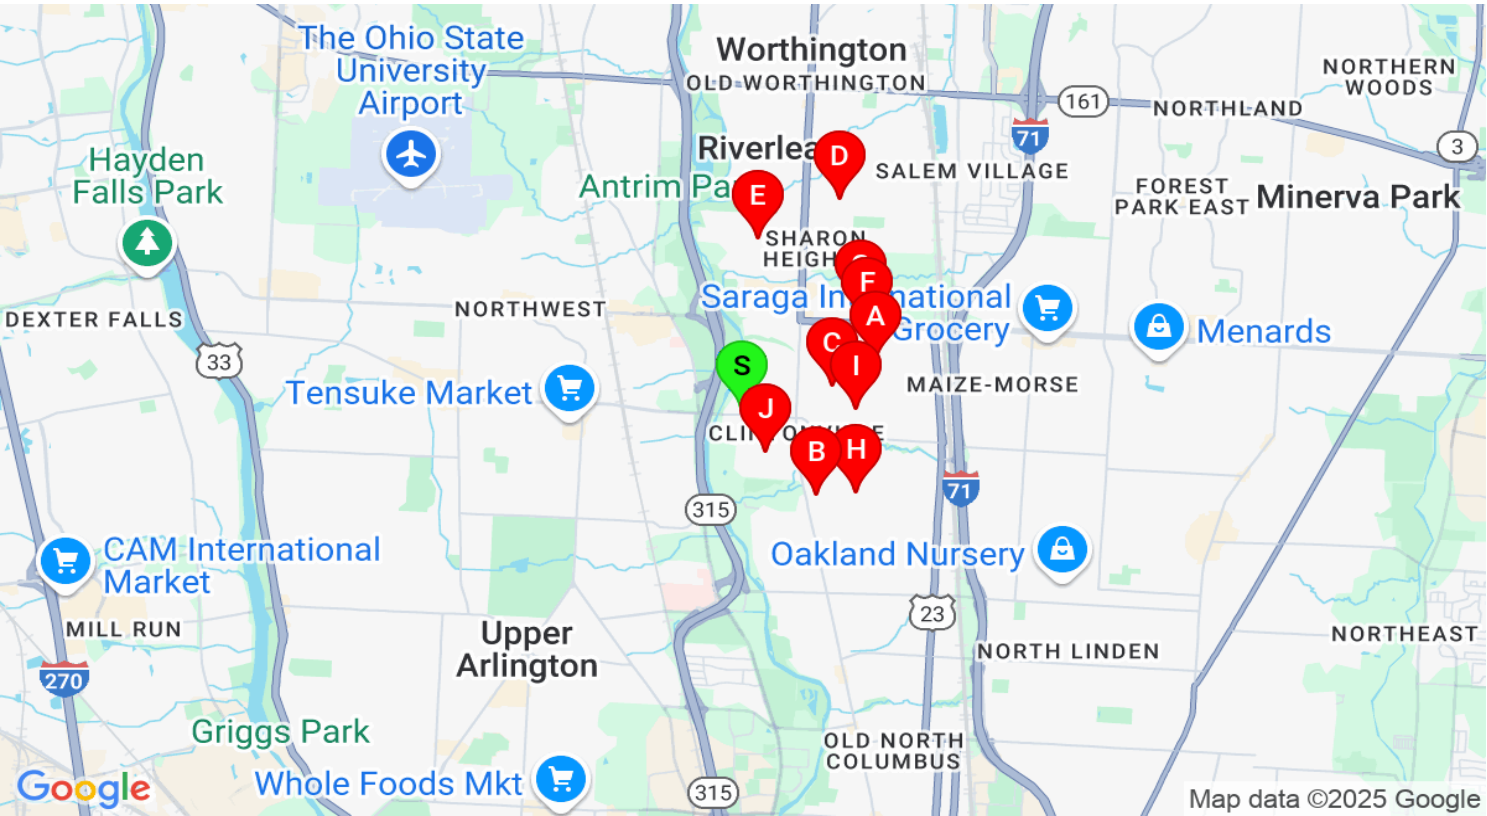 The Ohio State
University
Airport
Worthington
OLD WORTHINGTON
161
NORTHLAND
NORTHERN
WOODS
71
3
Hayden
Falls Park
Riverlea
D
SALEM VILLAGE
Antrim Pa
E
FOREST
PARK EAST
Minerva Park
SHARON
HEIGH
F
Saraga In national
Grocery
A
Menards
NORTHWEST
DEXTER FALLS
33
C
I
S
MAIZE-MORSE
Tensuke Market
J
B
H
71
315
CAM International
Market
Oakland Nursery
23
MILL RUN
Upper
Arlington
NORTH LINDEN
NORTHEAST
270
Griggs Park
OLD NORTH
COLUMBUS
Whole Foods Mkt
315
Google
Map data ©2025 Google